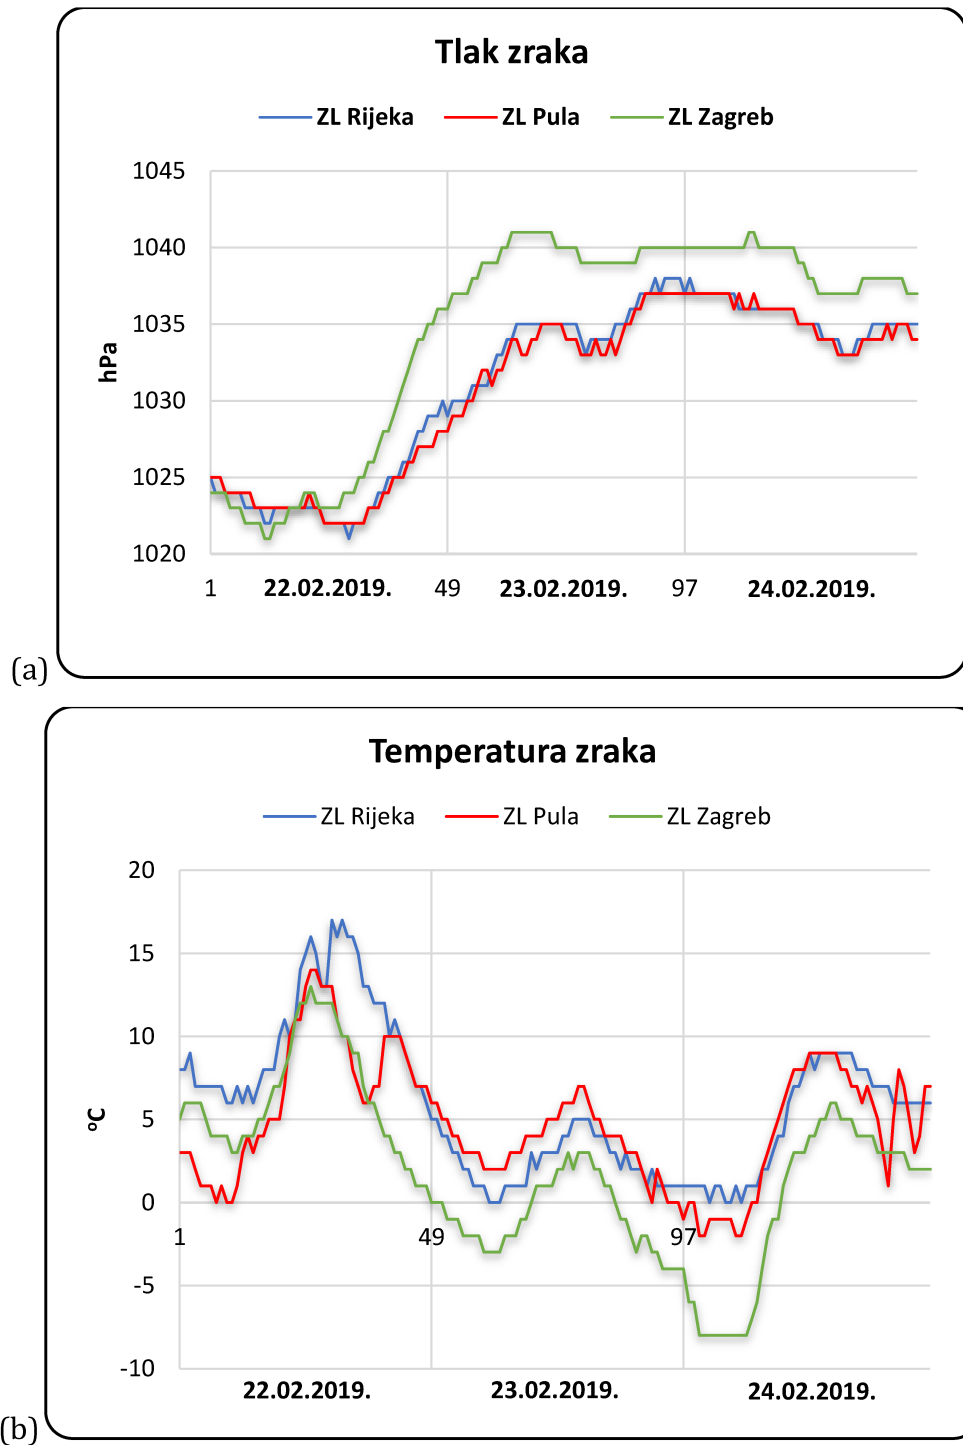 Tlak zraka
ZL Rijeka ZL Pula ZL Zagreb
1045
1040
1035
1030
1025
1020
hPa
1 22.02.2019. 49 23.02.2019. 97 24.02.2019.
(a)
Temperatura zraka
ZL Rijeka ZL Pula ZL Zagreb
20
15
10
5
0
-5
-10
ºC
1 49 97
22.02.2019. 23.02.2019. 24.02.2019.
(b)